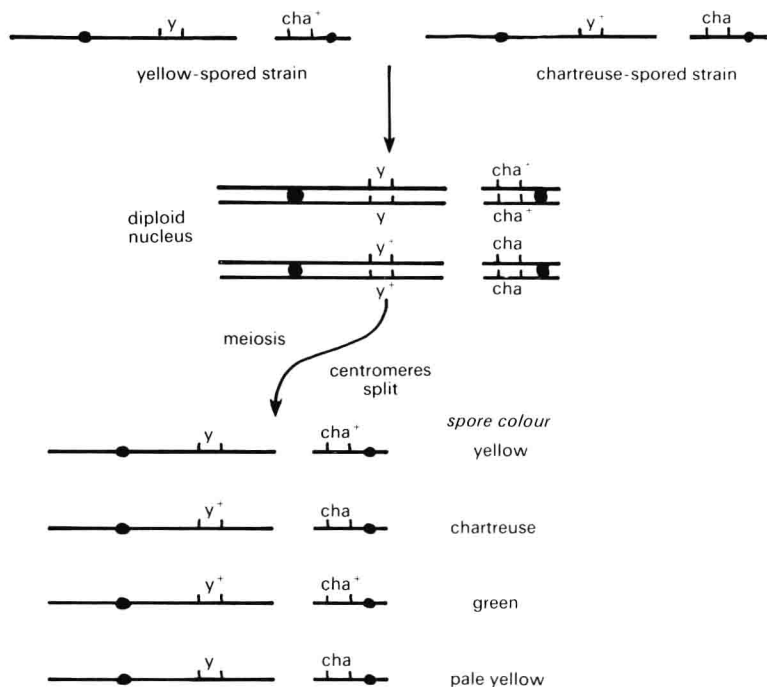 y cha⁺ y⁺ cha
yellow-spored strain chartreuse-spored strain
y cha⁺
diploid nucleus
y cha⁺
y⁺ cha
y⁺ cha
meiosis
centromeres
split
spore colour
y cha⁺ yellow
y⁺ cha chartreuse
y⁺ cha⁺ green
y cha pale yellow